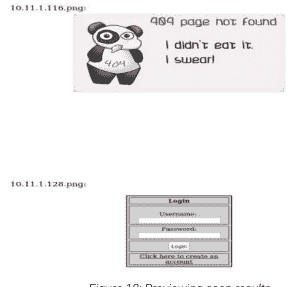 10.11.1.116.png:
404 page not found
I didn't eat it.
I swear!
404
10.11.1.128.png:
Login
Username:
Password:
Login
Click here to create an
account
Figure 10: Previewing scan results